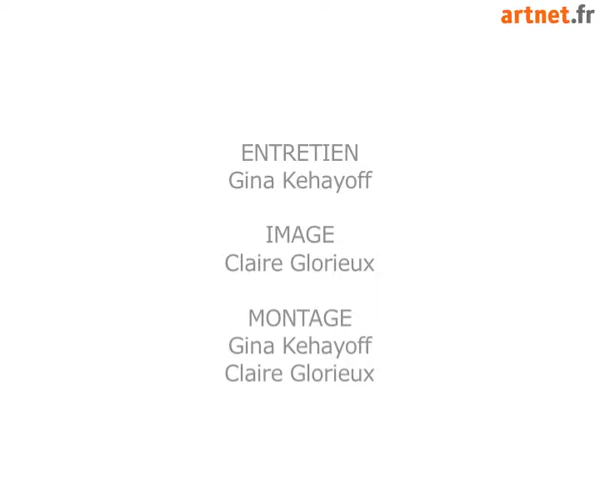 artnet.fr
ENTRETIEN
Gina Kehayoff
IMAGE
Claire Glorieux
MONTAGE
Gina Kehayoff
Claire Glorieux